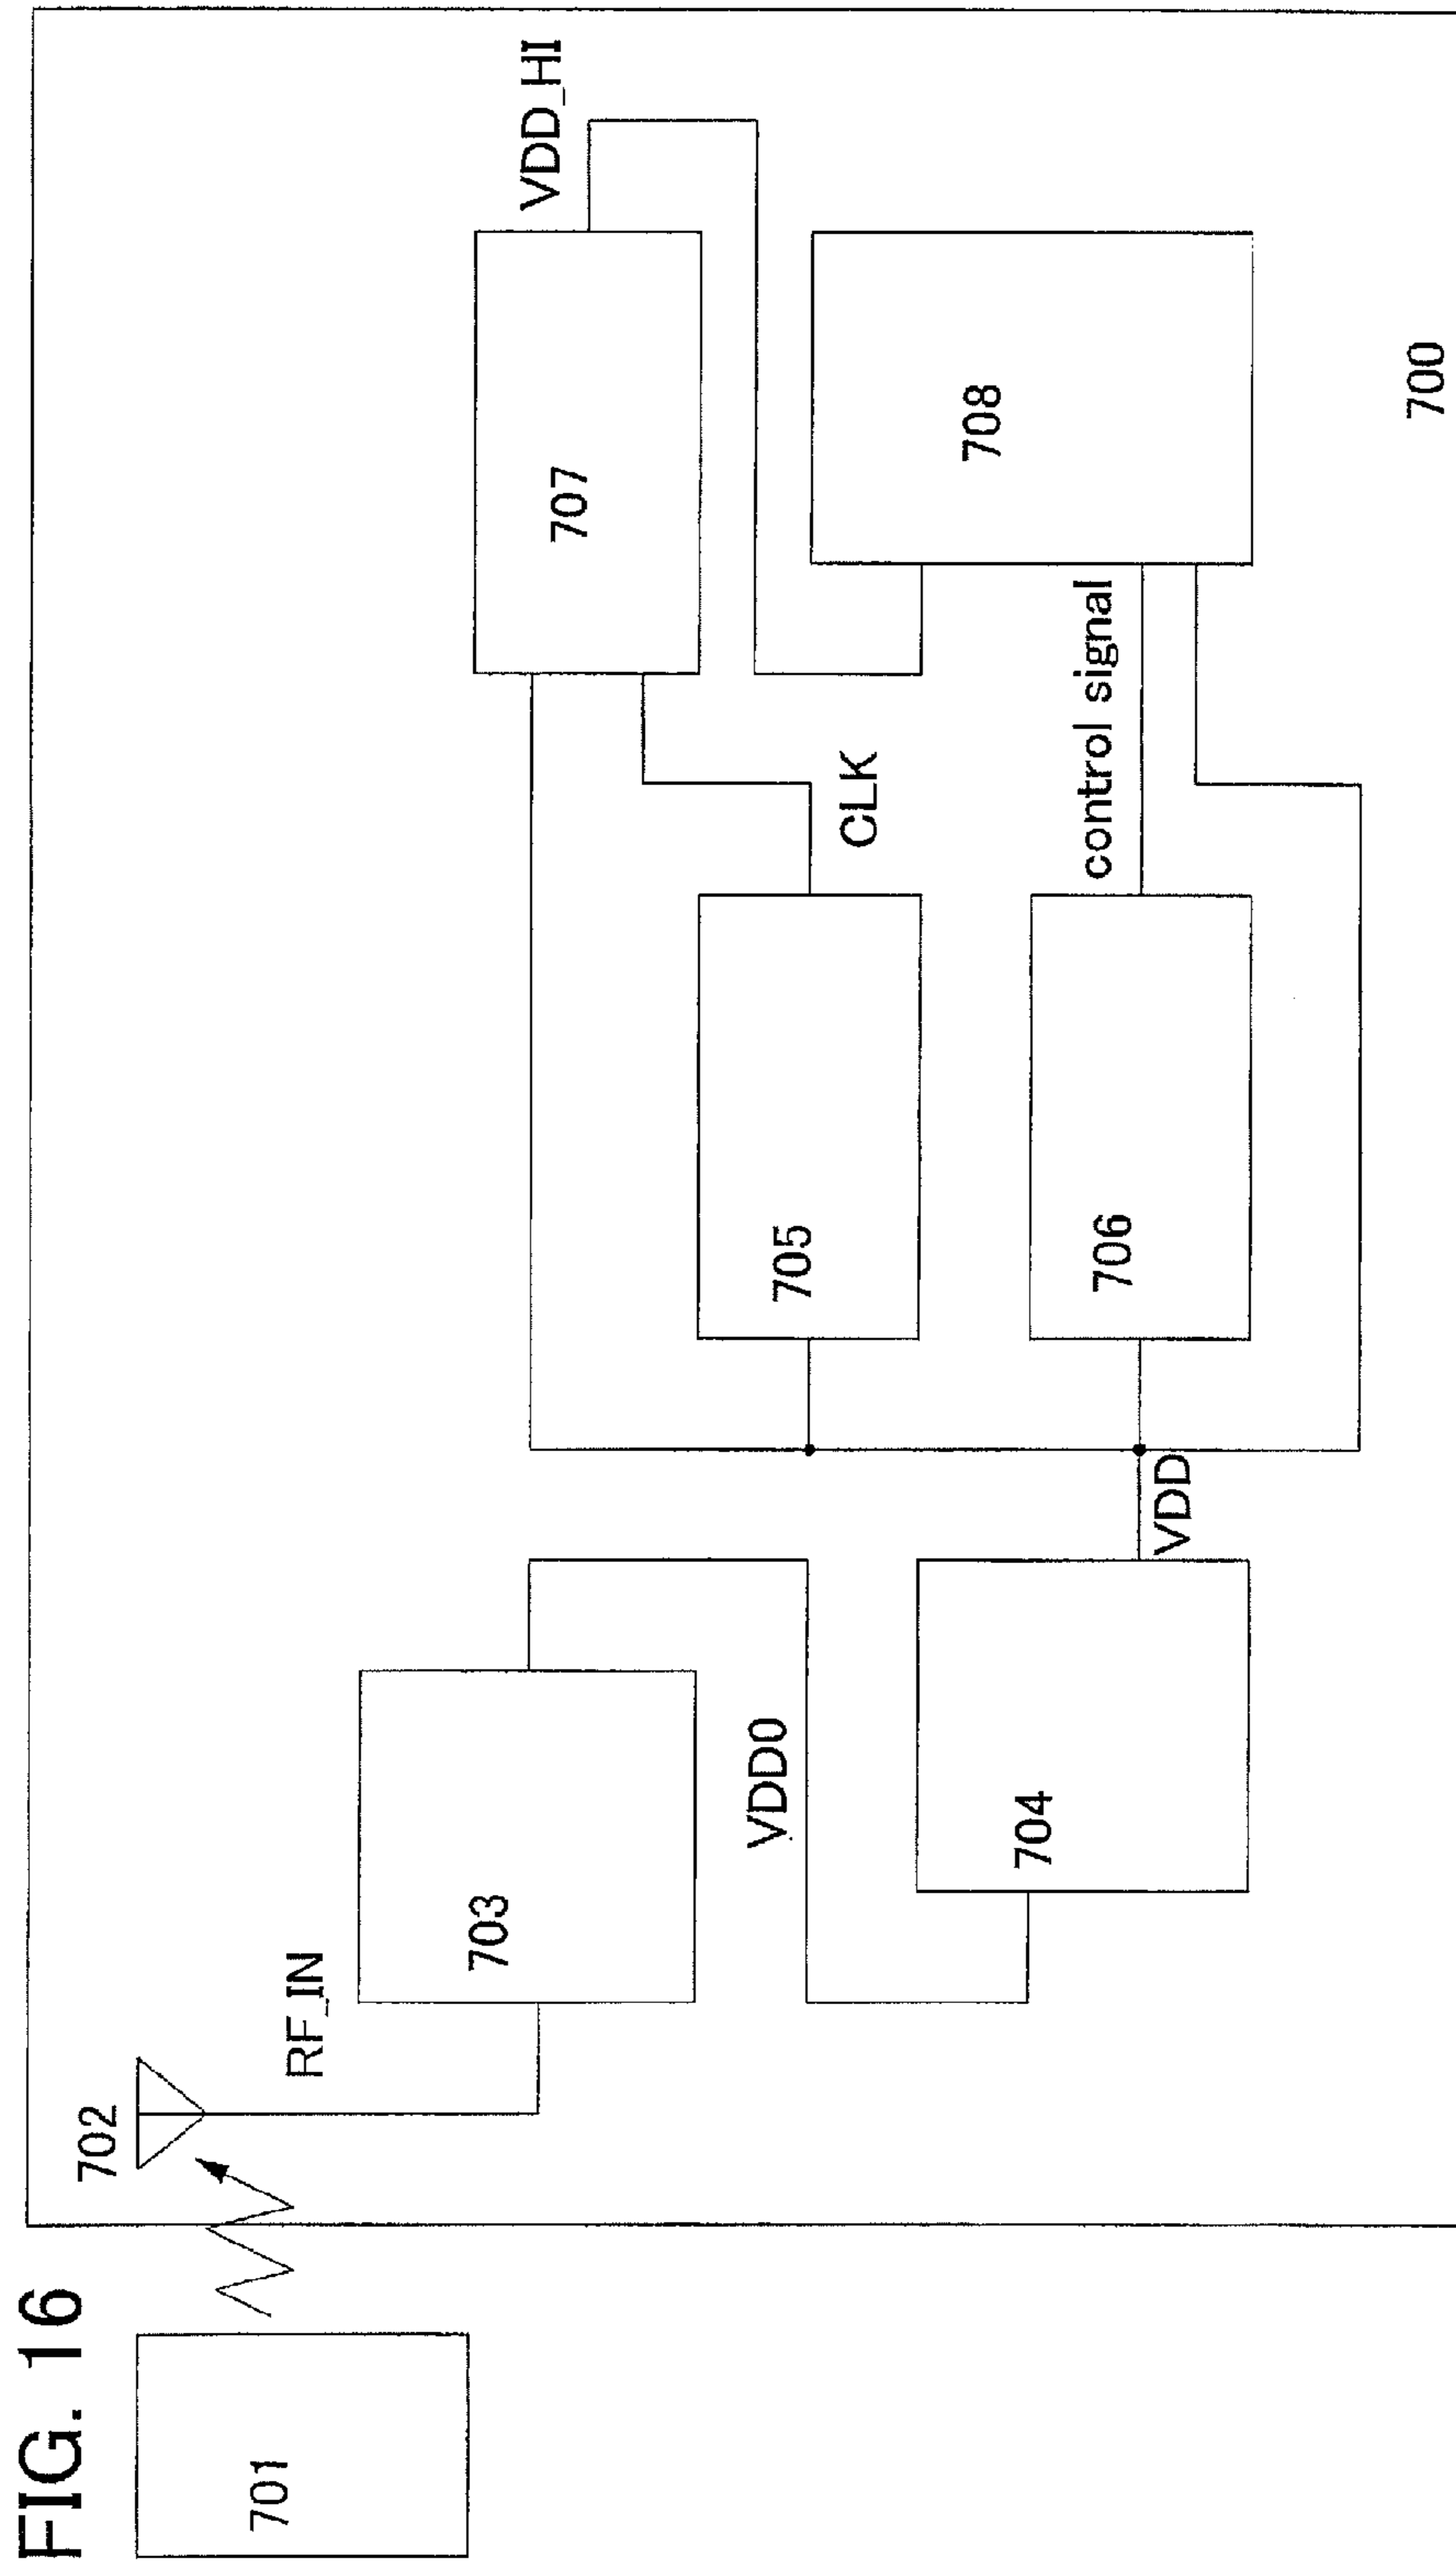 FIG. 16
701
702
RF_IN
703
VDD0
704
VDD
705
CLK
706
control signal
707
VDD_HI
708
700